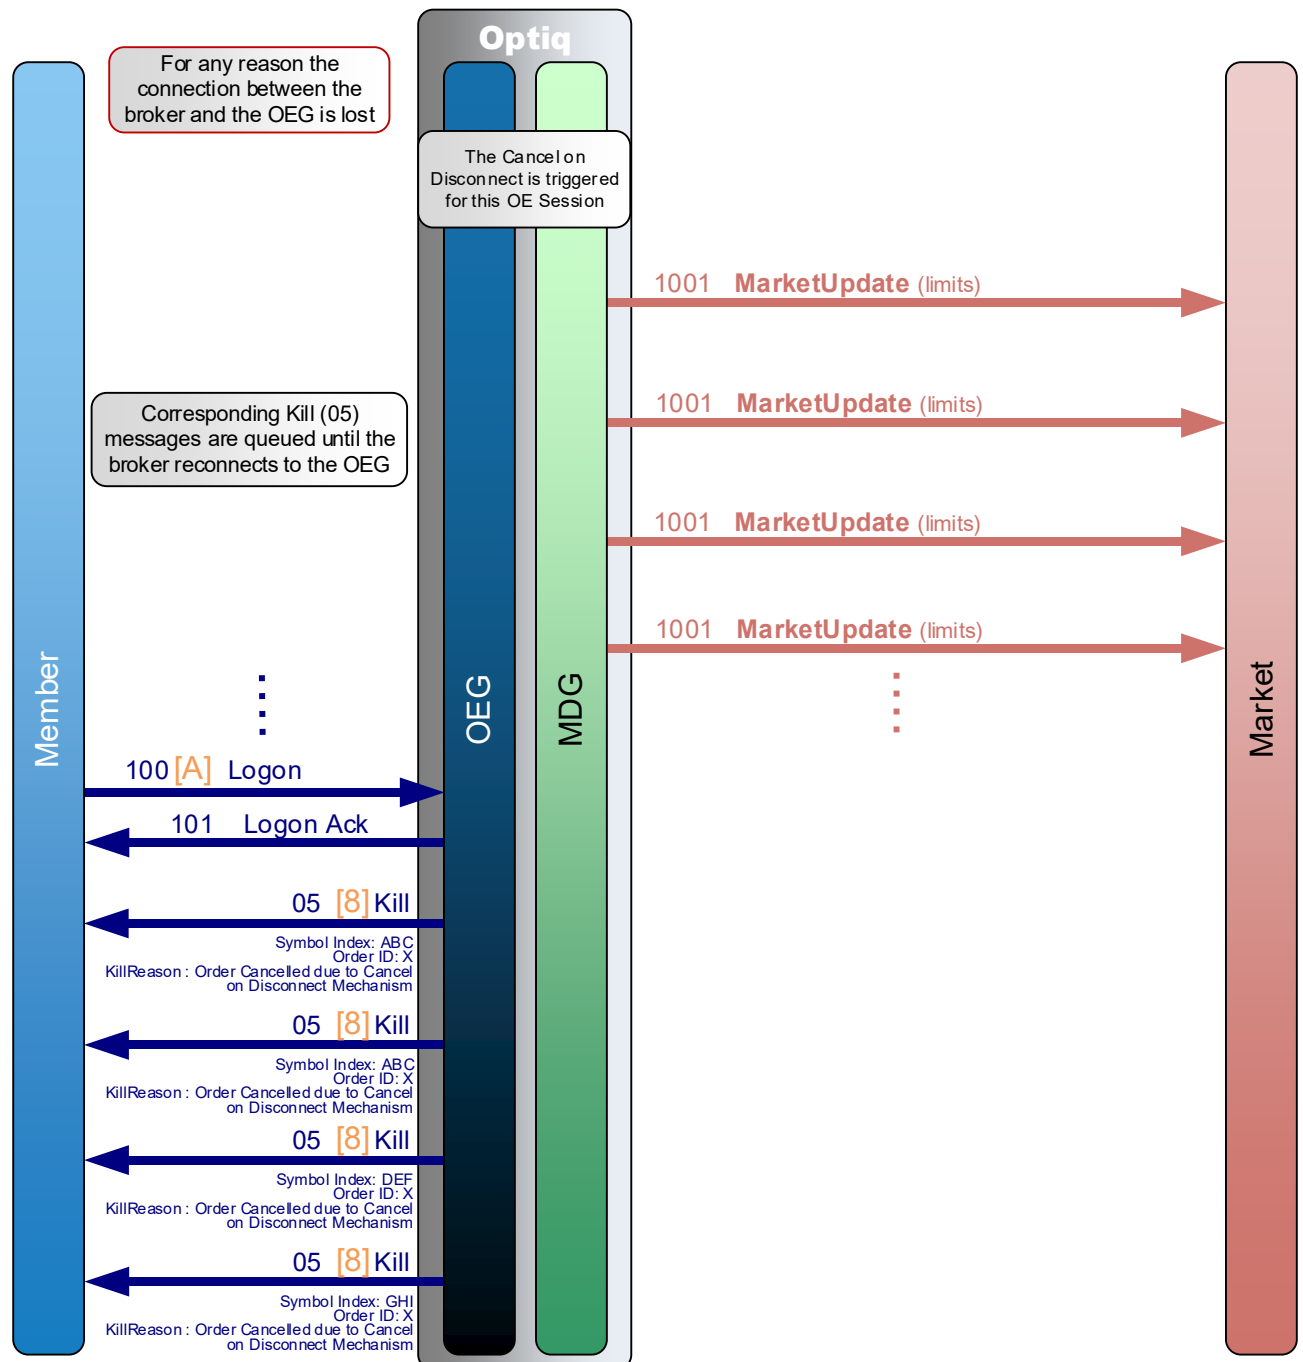 Optiq
For any reason the
connection between the
broker and the OEG is lost
The Cancel on
Disconnect is triggered
for this OE Session
1001 MarketUpdate (limits)
1001 MarketUpdate (limits)
Corresponding Kill (05)
messages are queued until the
broker reconnects to the OEG
1001 MarketUpdate (limits)
1001 MarketUpdate (limits)
Member
OEG
MDG
Market
100 [A] Logon
101 Logon Ack
05 [8] Kill
Symbol Index: ABC
Order ID: X
KillReason : Order Cancelled due to Cancel
on Disconnect Mechanism
05 [8] Kill
Symbol Index: ABC
Order ID: X
KillReason : Order Cancelled due to Cancel
on Disconnect Mechanism
05 [8] Kill
Symbol Index: DEF
Order ID: X
KillReason : Order Cancelled due to Cancel
on Disconnect Mechanism
05 [8] Kill
Symbol Index: GHI
Order ID: X
KillReason : Order Cancelled due to Cancel
on Disconnect Mechanism